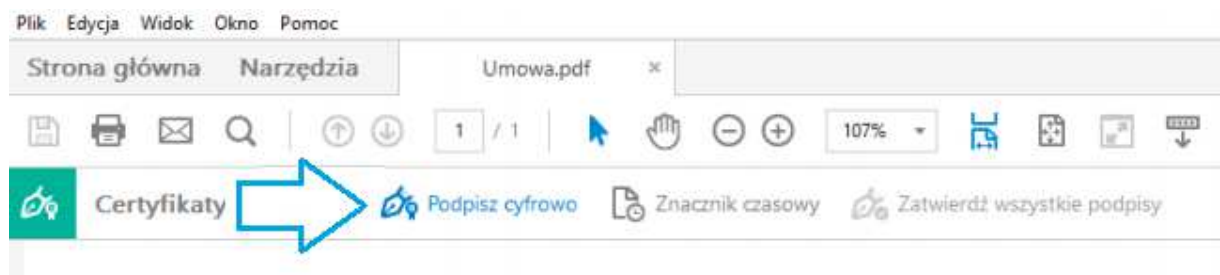 Plik Edycja Widok Okno Pomoc
Strona główna Narzędzia Umowa.pdf ×
1 / 1 107%
Certyfikaty Podpisz cyfrowo Znacznik czasowy Zatwierdź wszystkie podpisy